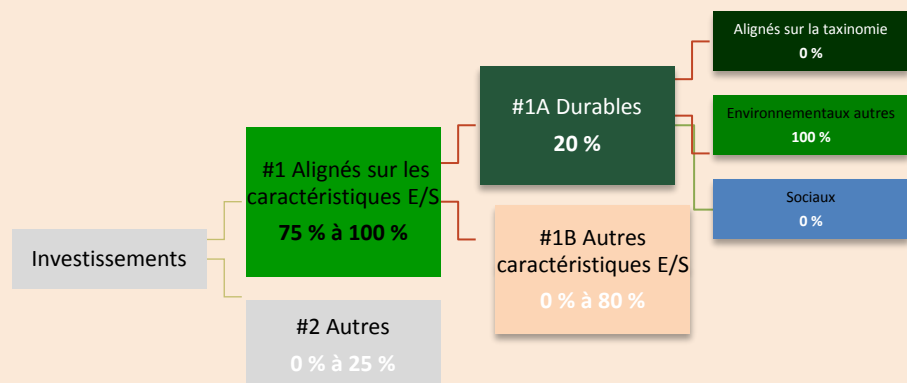 Investissements
#1 Alignés sur les
caractéristiques E/S
75 % à 100 %
#2 Autres
0 % à 25 %
#1A Durables
20 %
#1B Autres
caractéristiques E/S
0 % à 80 %
Alignés sur la taxinomie
0 %
Environnementaux autres
100 %
Sociaux
0 %